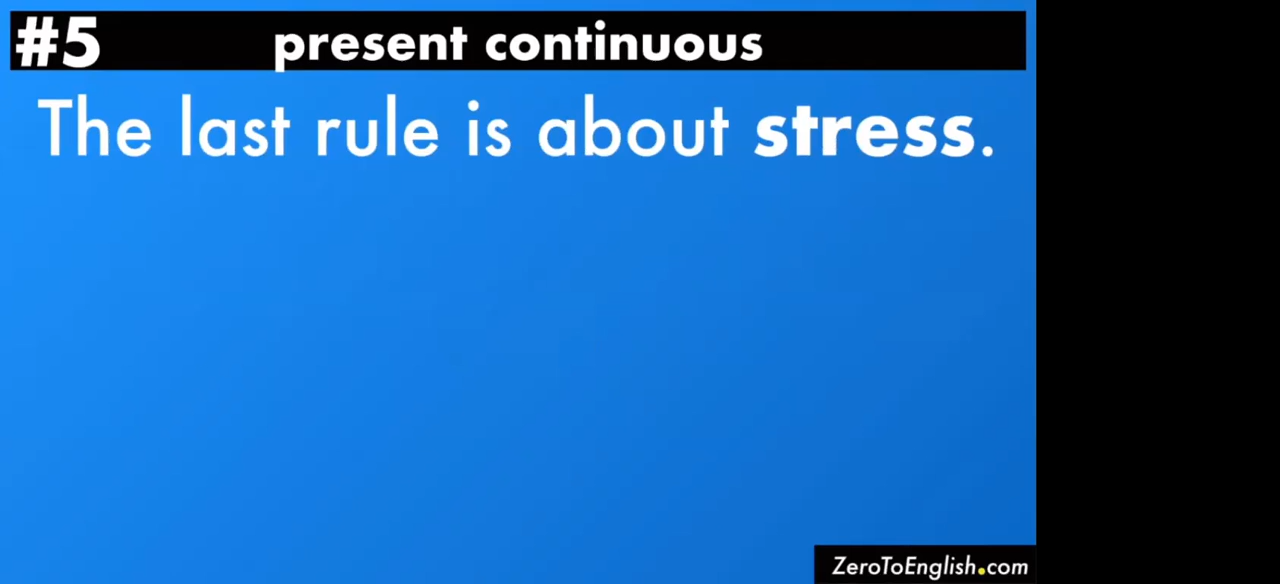 #5 present continuous
The last rule is about stress.
ZeroToEnglish.com